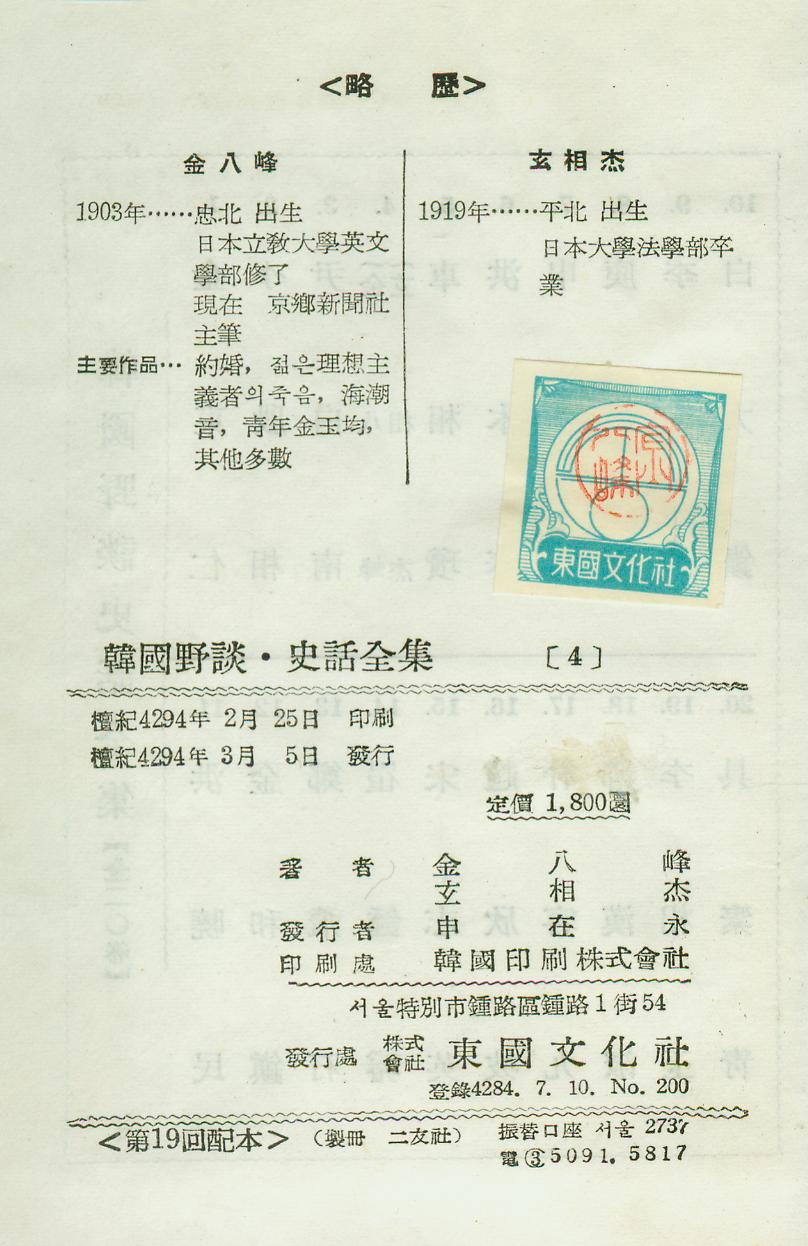 <略 歷>
金八峰
1903年……忠北 出生
日本立敎大學英文
學部修了
現在 京鄕新聞社
主筆
主要作品… 約婚, 젊은理想主
義者의죽음, 海潮
音, 靑年金玉均,
其他多數
玄相杰
1919年……平北 出生
日本大學法學部卒
業
東國文化社
韓國野談·史話全集 〔4〕
檀紀4294年 2月 25日 印刷
檀紀4294年 3月 5日 發行
定價 1,800圜
著者 金八峰
玄相杰
發行者 申在永
印刷處 韓國印刷株式會社
서울特別市鍾路區鍾路1街54
發行處 株式會社 東國文化社
登錄4284. 7. 10. No. 200
<第19回配本> (製冊 二友社) 振替口座 서울 2737
電③5091. 5817